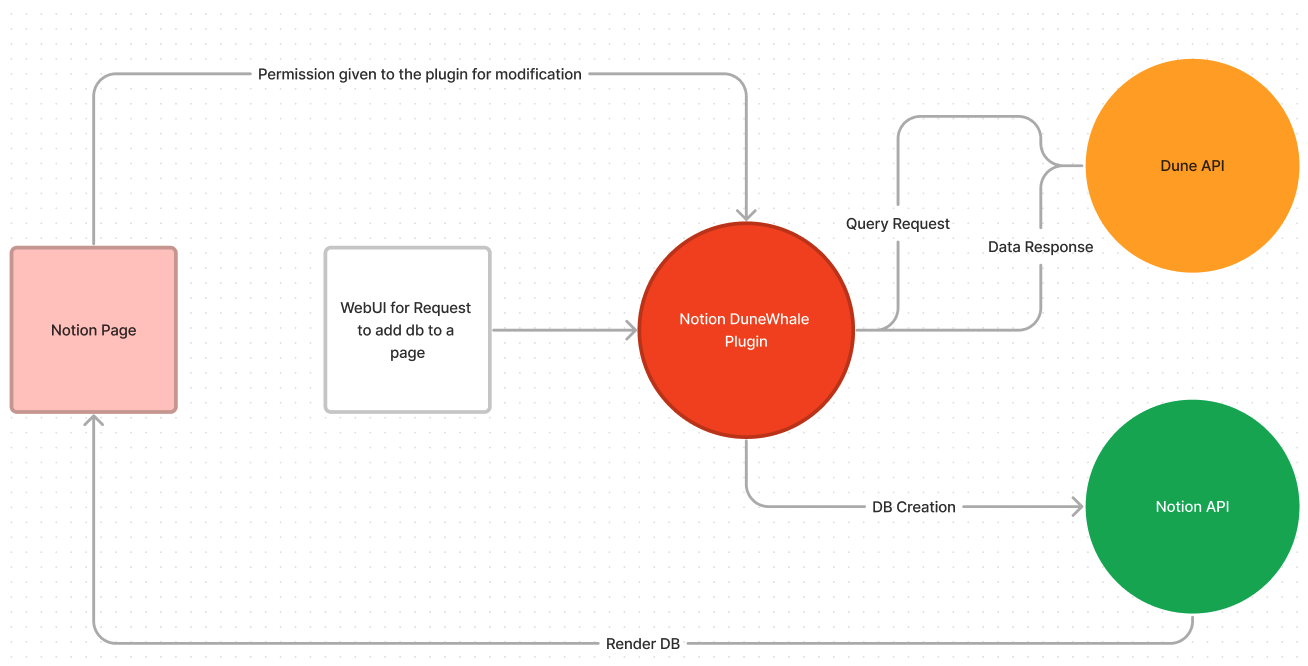 Permission given to the plugin for modification
Dune API
Query Request
Data Response
Notion Page
WebUI for Request
to add db to a
page
Notion DuneWhale
Plugin
DB Creation
Notion API
Render DB